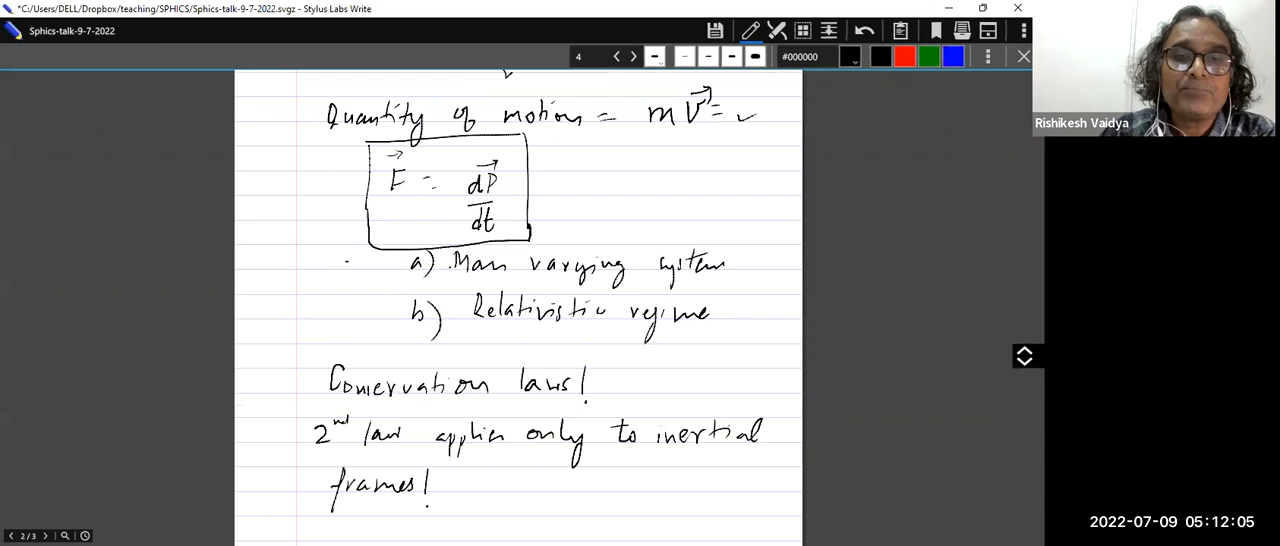 *C:/Users/DELL/Dropbox/teaching/SPHICS/Sphics-talk-9-7-2022.svgz - Stylus Labs Write
Sphics-talk-9-7-2022
4
#000000
Rishikesh Vaidya
Quantity of motion = m v⃗ =
F⃗ = dP⃗/dt
a) Mass varying system
b) Relativistic regime
Conservation laws!
2nd law applies only to inertial
frames!
2/3
2022-07-09 05:12:05